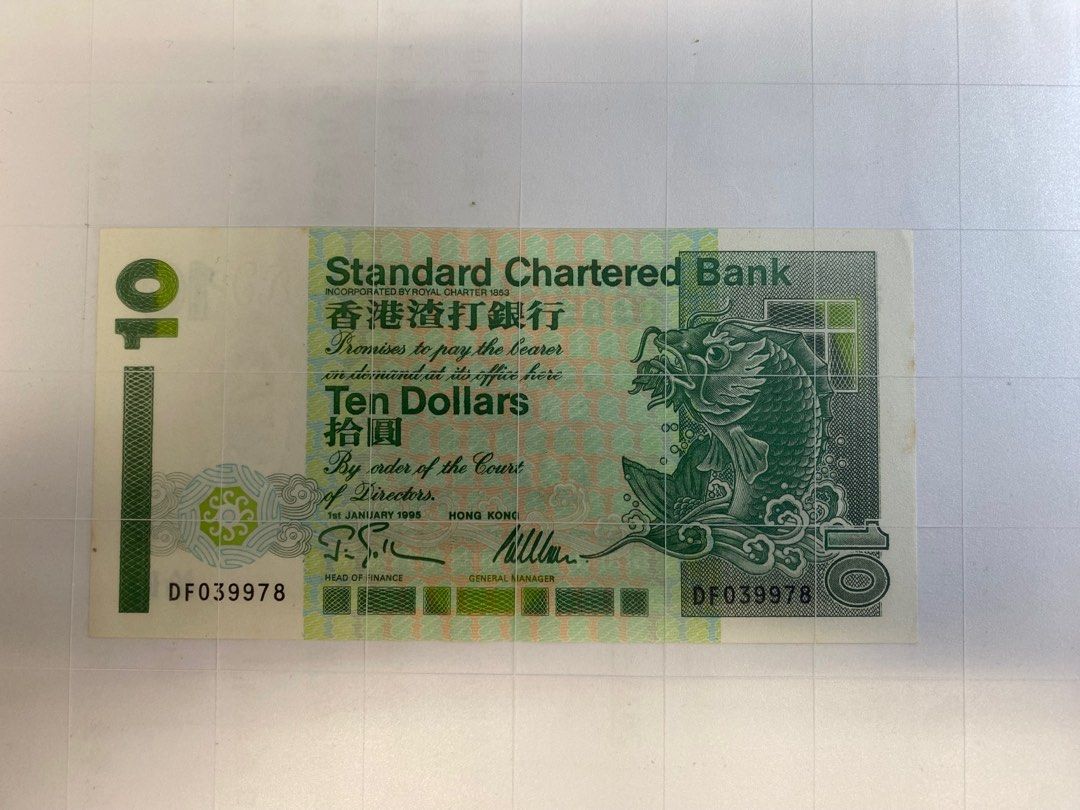 10
Standard Chartered Bank
INCORPORATED BY ROYAL CHARTER 1853
香港渣打銀行
Promises to pay the bearer
on demand at its office here
Ten Dollars
拾圓
By order of the Court
of Directors.
1st JANUARY 1995 HONG KONG
HEAD OF FINANCE GENERAL MANAGER
DF039978 DF039978
10